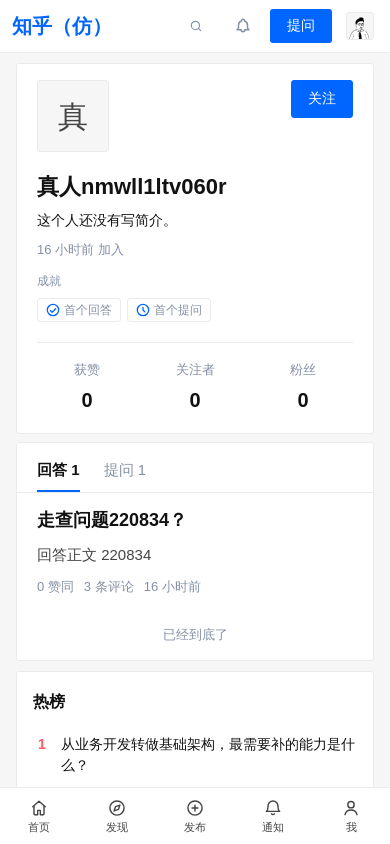 知乎（仿）
提问
真
关注
真人nmwll1ltv060r
这个人还没有写简介。
16 小时前 加入
成就
首个回答 首个提问
获赞 关注者 粉丝
0 0 0
回答 1 提问 1
走查问题220834？
回答正文 220834
0 赞同 3 条评论 16 小时前
已经到底了
热榜
1 从业务开发转做基础架构，最需要补的能力是什
么？
首页 发现 发布 通知 我